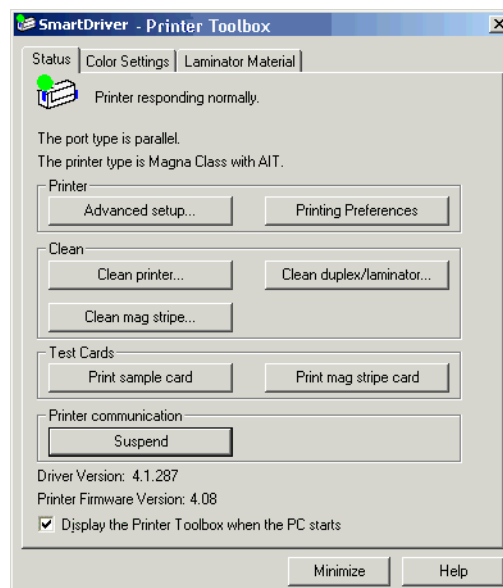 SmartDriver - Printer Toolbox
Status Color Settings Laminator Material
Printer responding normally.
The port type is parallel.
The printer type is Magna Class with AIT.
Printer
Advanced setup... Printing Preferences
Clean
Clean printer... Clean duplex/laminator...
Clean mag stripe...
Test Cards
Print sample card Print mag stripe card
Printer communication
Suspend
Driver Version: 4.1.287
Printer Firmware Version: 4.08
Display the Printer Toolbox when the PC starts
Minimize Help